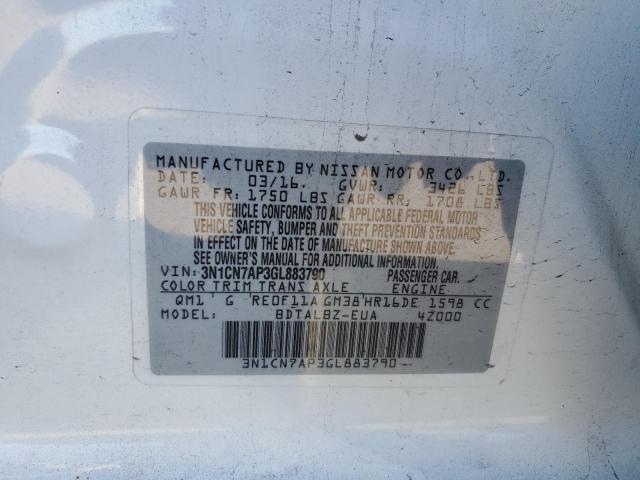 MANUFACTURED BY NISSAN MOTOR CO., LTD.
DATE: 03/16. GVWR: 3426 LBS
GAWR FR: 1750 LBS GAWR RR: 1708 LBS
THIS VEHICLE CONFORMS TO ALL APPLICABLE FEDERAL MOTOR
VEHICLE SAFETY, BUMPER AND THEFT PREVENTION STANDARDS
IN EFFECT ON THE DATE OF MANUFACTURE SHOWN ABOVE.
SEE OWNER'S MANUAL FOR ADDITIONAL INFORMATION.
VIN: 3N1CN7AP3GL883790 PASSENGER CAR.
COLOR TRIM TRANS AXLE ENGINE
QM1 G RE0F11A GM38 HR16DE 1598 CC
MODEL: BDTALBZ-EUA 4Z000
3N1CN7AP3GL883790